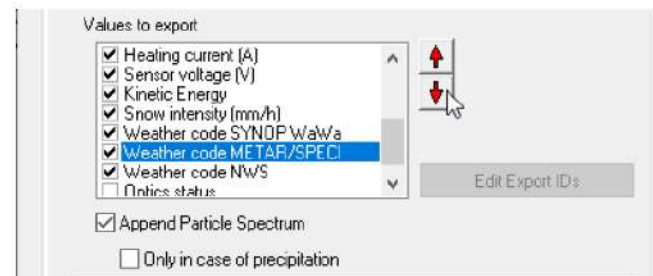 Values to export
Heating current (A)
Sensor voltage (V)
Kinetic Energy
Snow intensity (mm/h)
Weather code SYNOP WaWa
Weather code METAR/SPECI
Weather code NWS
Optics status
Edit Export IDs
Append Particle Spectrum
Only in case of precipitation